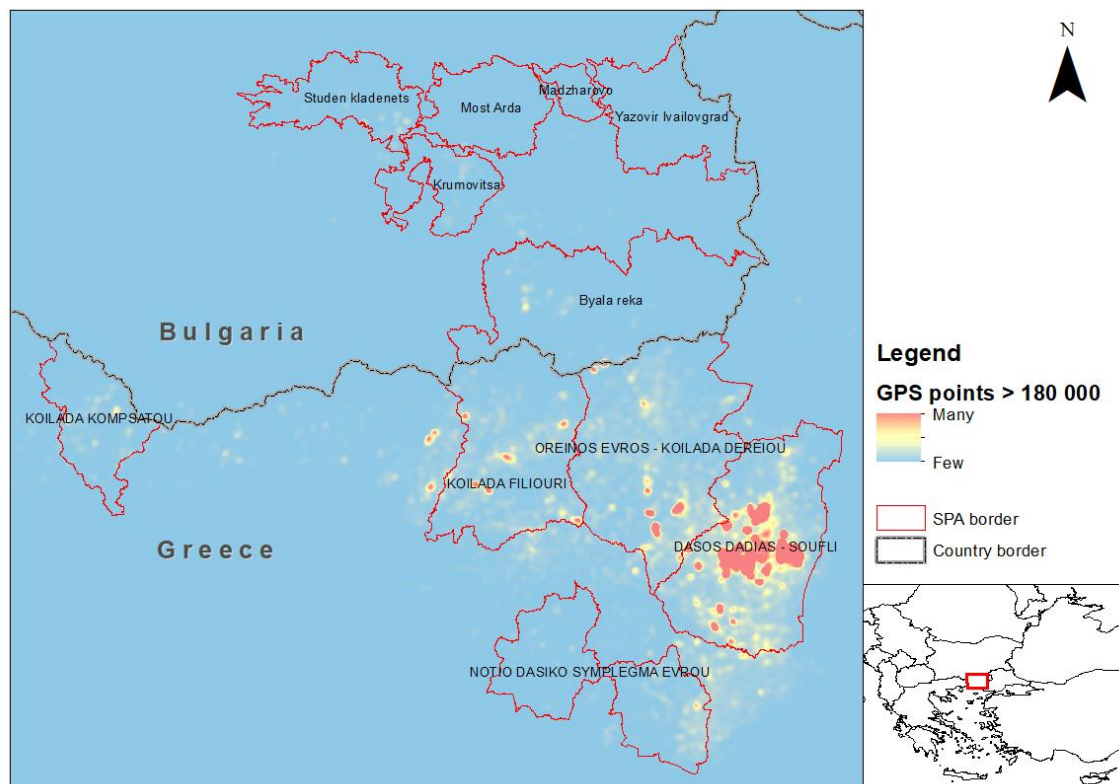 N
Studen kladenets
Most Arda
Madzharovo
Yazovir Ivailovgrad
Krumovitsa
Byala reka
Bulgaria
KOILADA KOMPSATOU
OREINOS EVROS - KOILADA DEREIOU
KOILADA FILIOURI
Greece
DASOS DADIAS - SOUFLI
NOTIO DASIKO SYMPLEGMA EVROU
Legend
GPS points > 180 000
Many
Few
SPA border
Country border